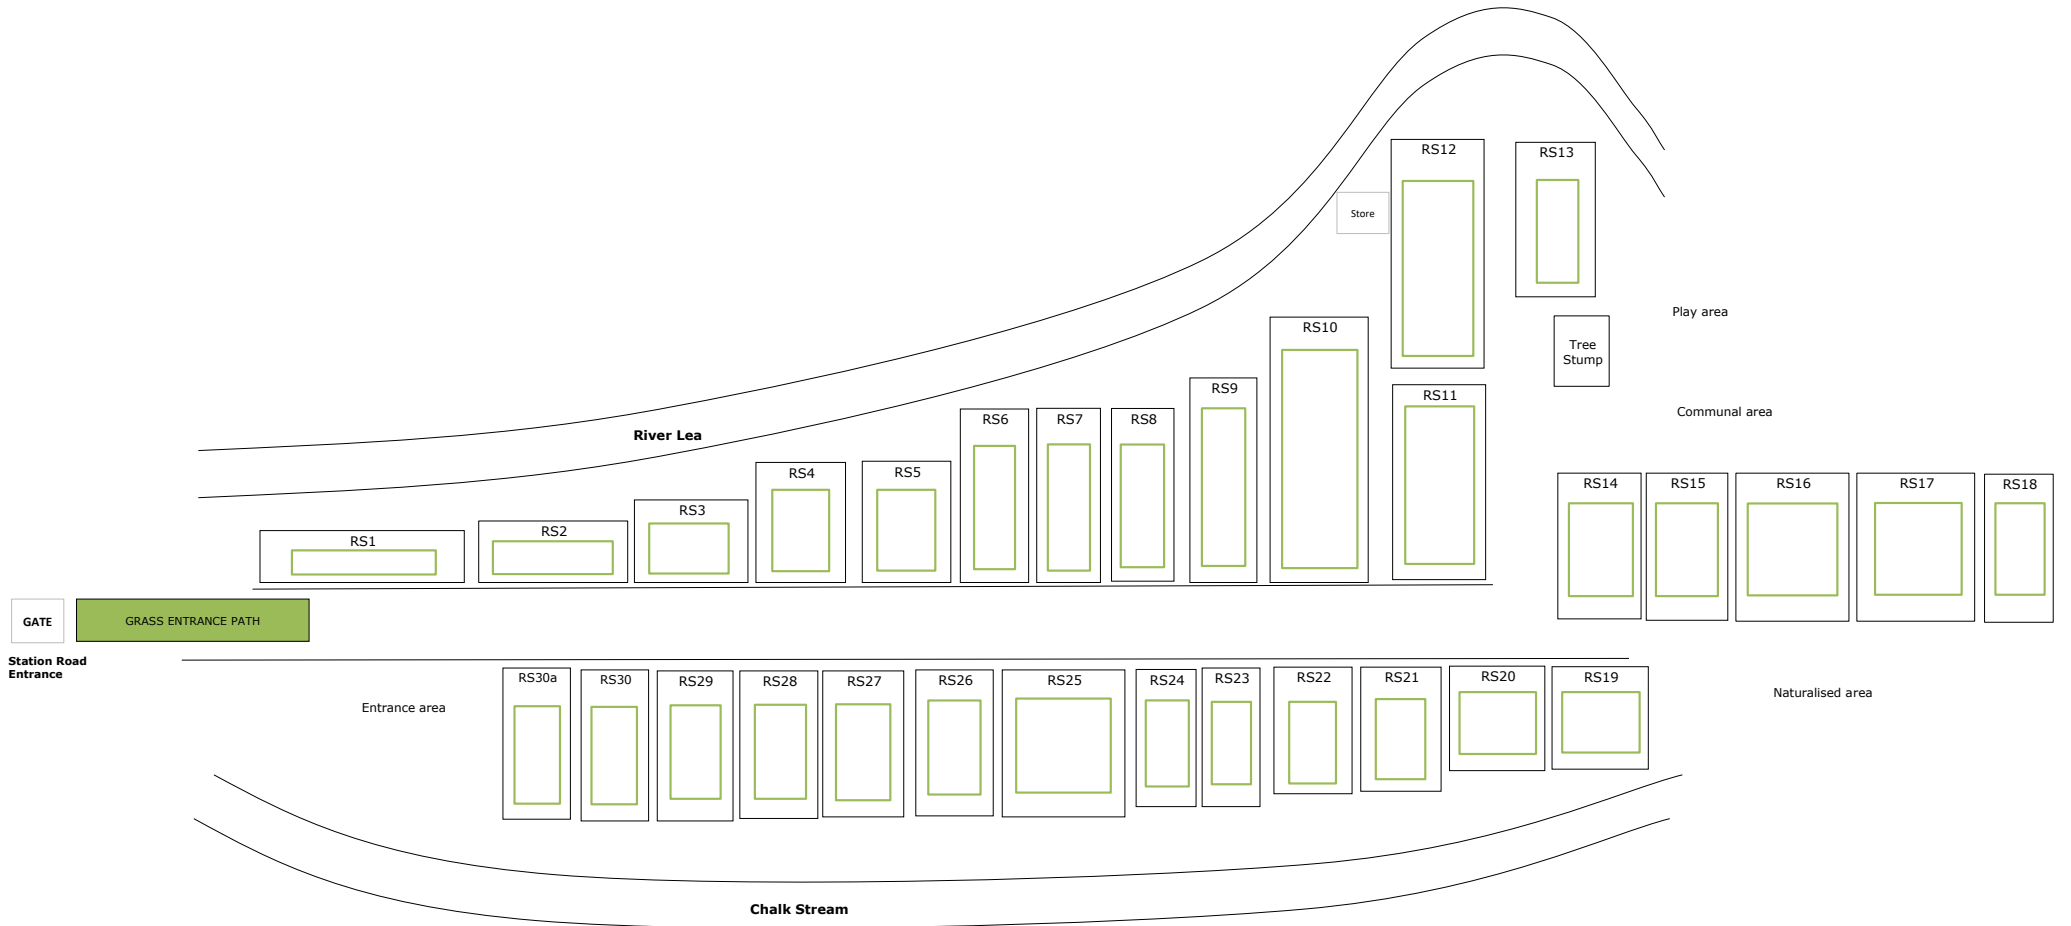 RS12
RS13
Store
Play area
RS10
Tree
Stump
RS9
RS11
Communal area
RS6
RS7
RS8
River Lea
RS4
RS5
RS14
RS15
RS16
RS17
RS18
RS3
RS2
RS1
GATE
GRASS ENTRANCE PATH
Station Road
Entrance
RS30a
RS30
RS29
RS28
RS27
RS26
RS25
RS24
RS23
RS22
RS21
RS20
RS19
Entrance area
Naturalised area
Chalk Stream